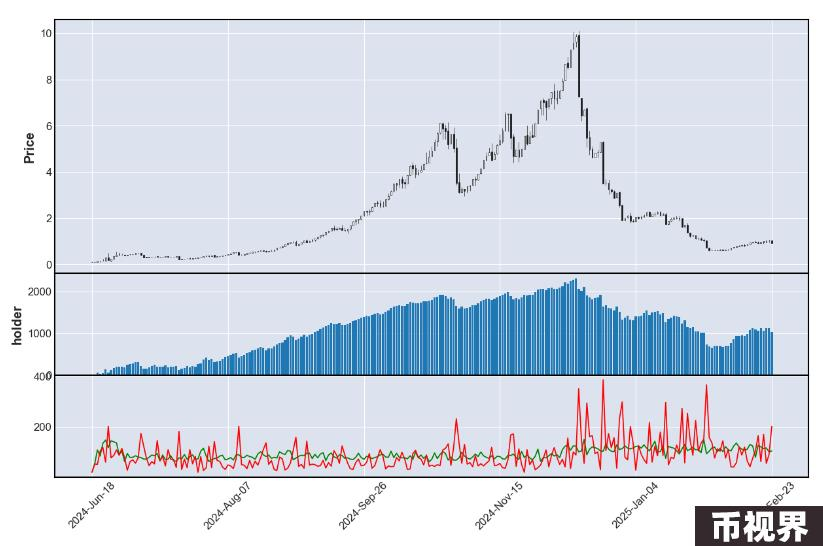 10
8
6
4
2
0
Price
2000
1000
0
holder
400
200
2024-Jun-18
2024-Aug-07
2024-Sep-26
2024-Nov-15
2025-Jan-04
Feb-23
币视界